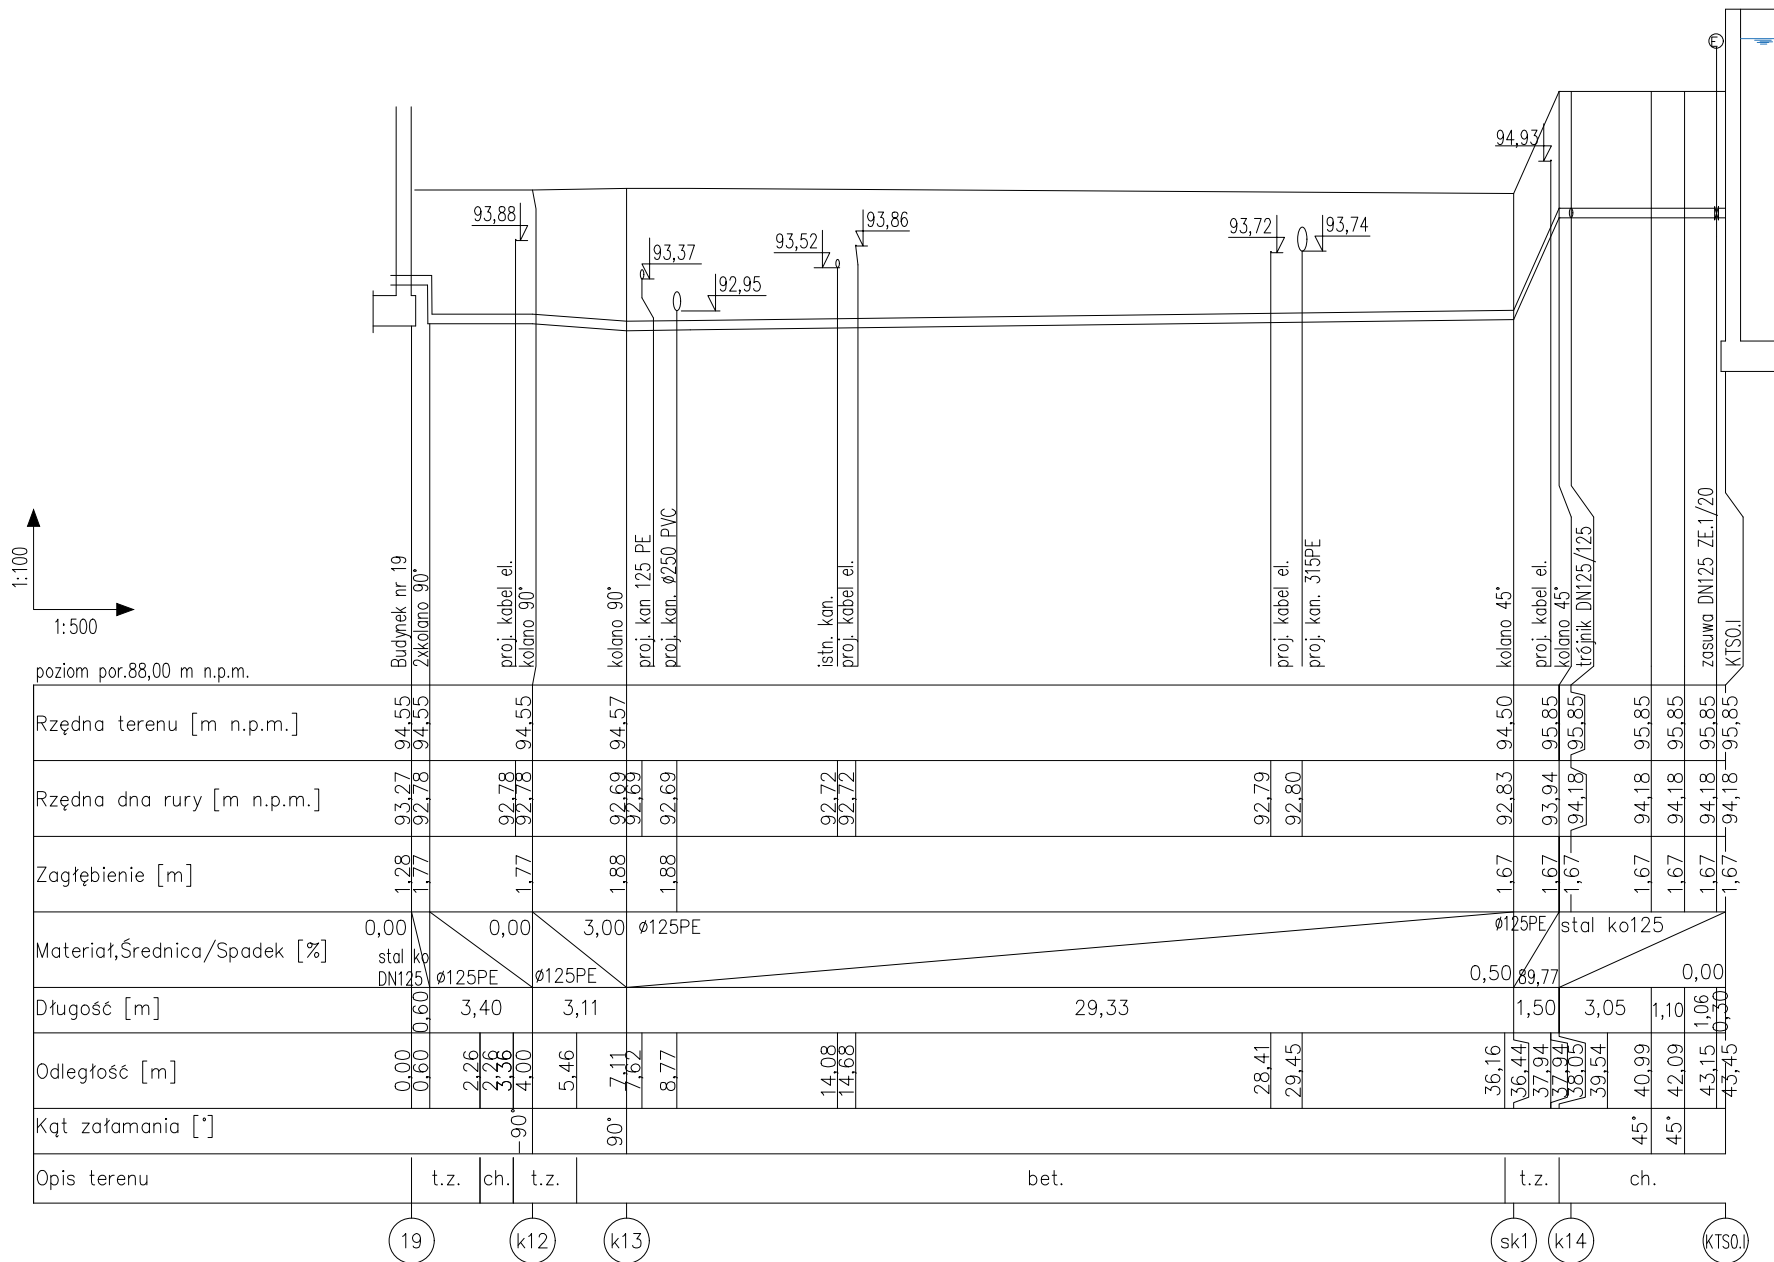 E
94,93
93,88
93,37
92,95
93,52
93,86
93,72
93,74
1:100
1:500
Budynek nr 19
2xkolano 90°
proj. kabel el.
kolano 90°
kolano 90°
proj. kan 125 PE
proj. kan. ø250 PVC
istn. kan.
proj. kabel el.
proj. kabel el.
proj. kan. 315PE
kolano 45°
proj. kabel el.
kolano 45°
trójnik DN125/125
zasuwa DN125 ZE.1/20
KTSO.I
poziom por.88,00 m n.p.m.
Rzędna terenu [m n.p.m.] 94,55 94,55 94,55 94,57 94,50 95,85 95,85 95,85 95,85 95,85 95,85
Rzędna dna rury [m n.p.m.] 93,27 92,78 92,78 92,78 92,69 92,69 92,69 92,72 92,72 92,79 92,80 92,83 93,94 94,18 94,18 94,18 94,18 94,18
Zagłębienie [m] 1,28 1,77 1,77 1,88 1,88 1,67 1,67 1,67 1,67 1,67 1,67 1,67
0,00 0,00 3,00 ø125PE ø125PE stal ko125
Materiał,Średnica/Spadek [%]
stal ko
DN125 ø125PE ø125PE 0,50 89,77 0,00
Długość [m] 0,60 3,40 3,11 29,33 1,50 3,05 1,10 1,06 0,30
Odległość [m] 0,00 0,60 2,26 2,26 3,36 3,36 4,00 5,46 7,11 7,62 8,77 14,08 14,68 28,41 29,45 36,16 36,44 37,94 37,94 38,05 39,54 40,99 42,09 43,15 43,45
Kąt załamania [°] -90° 90° 45° 45°
Opis terenu t.z. ch. t.z. bet. t.z. ch.
19 k12 k13 sk1 k14 KTSO.I